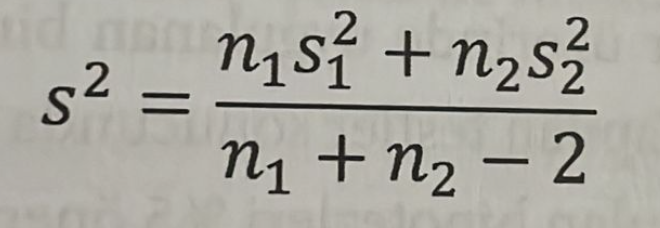 s² = (n₁s₁² + n₂s₂²) / (n₁ + n₂ − 2)